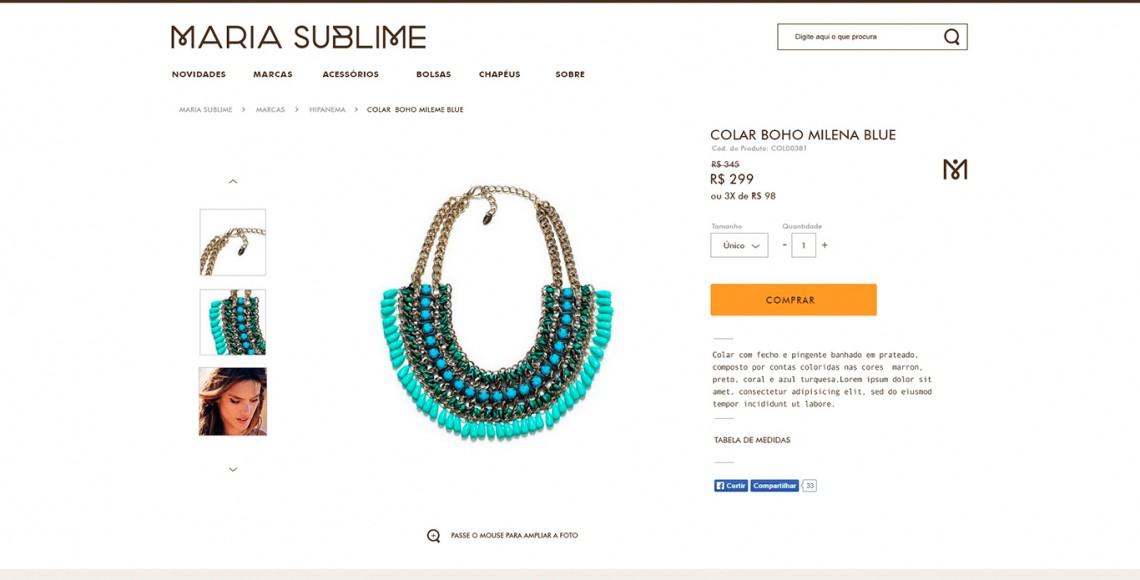 MARIA SUBLIME
Digite aqui o que procura
NOVIDADES MARCAS ACESSÓRIOS BOLSAS CHAPÉUS SOBRE
MARIA SUBLIME > MARCAS > HIPANEMA > COLAR BOHO MILEME BLUE
COLAR BOHO MILENA BLUE
Cód. do Produto: COL00381
R$ 345
R$ 299
ou 3X de R$ 98
Tamanho Quantidade
Único - 1 +
COMPRAR
Colar com fecho e pingente banhado em prateado,
composto por contas coloridas nas cores marron,
preto, coral e azul turquesa.Lorem ipsum dolor sit
amet, consectetur adipisicing elit, sed do eiusmod
tempor incididunt ut labore.
TABELA DE MEDIDAS
Curtir Compartilhar 33
PASSE O MOUSE PARA AMPLIAR A FOTO